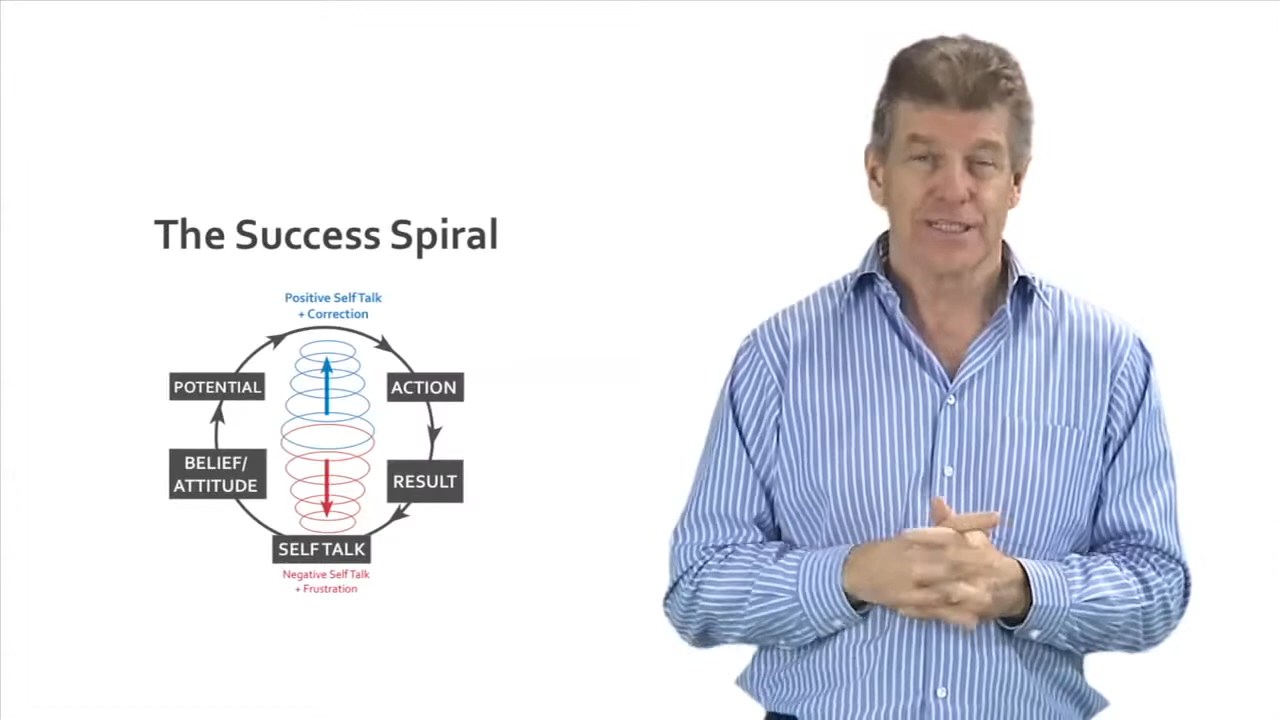 The Success Spiral
Positive Self Talk
+ Correction
POTENTIAL
ACTION
BELIEF/
ATTITUDE
RESULT
SELF TALK
Negative Self Talk
+ Frustration